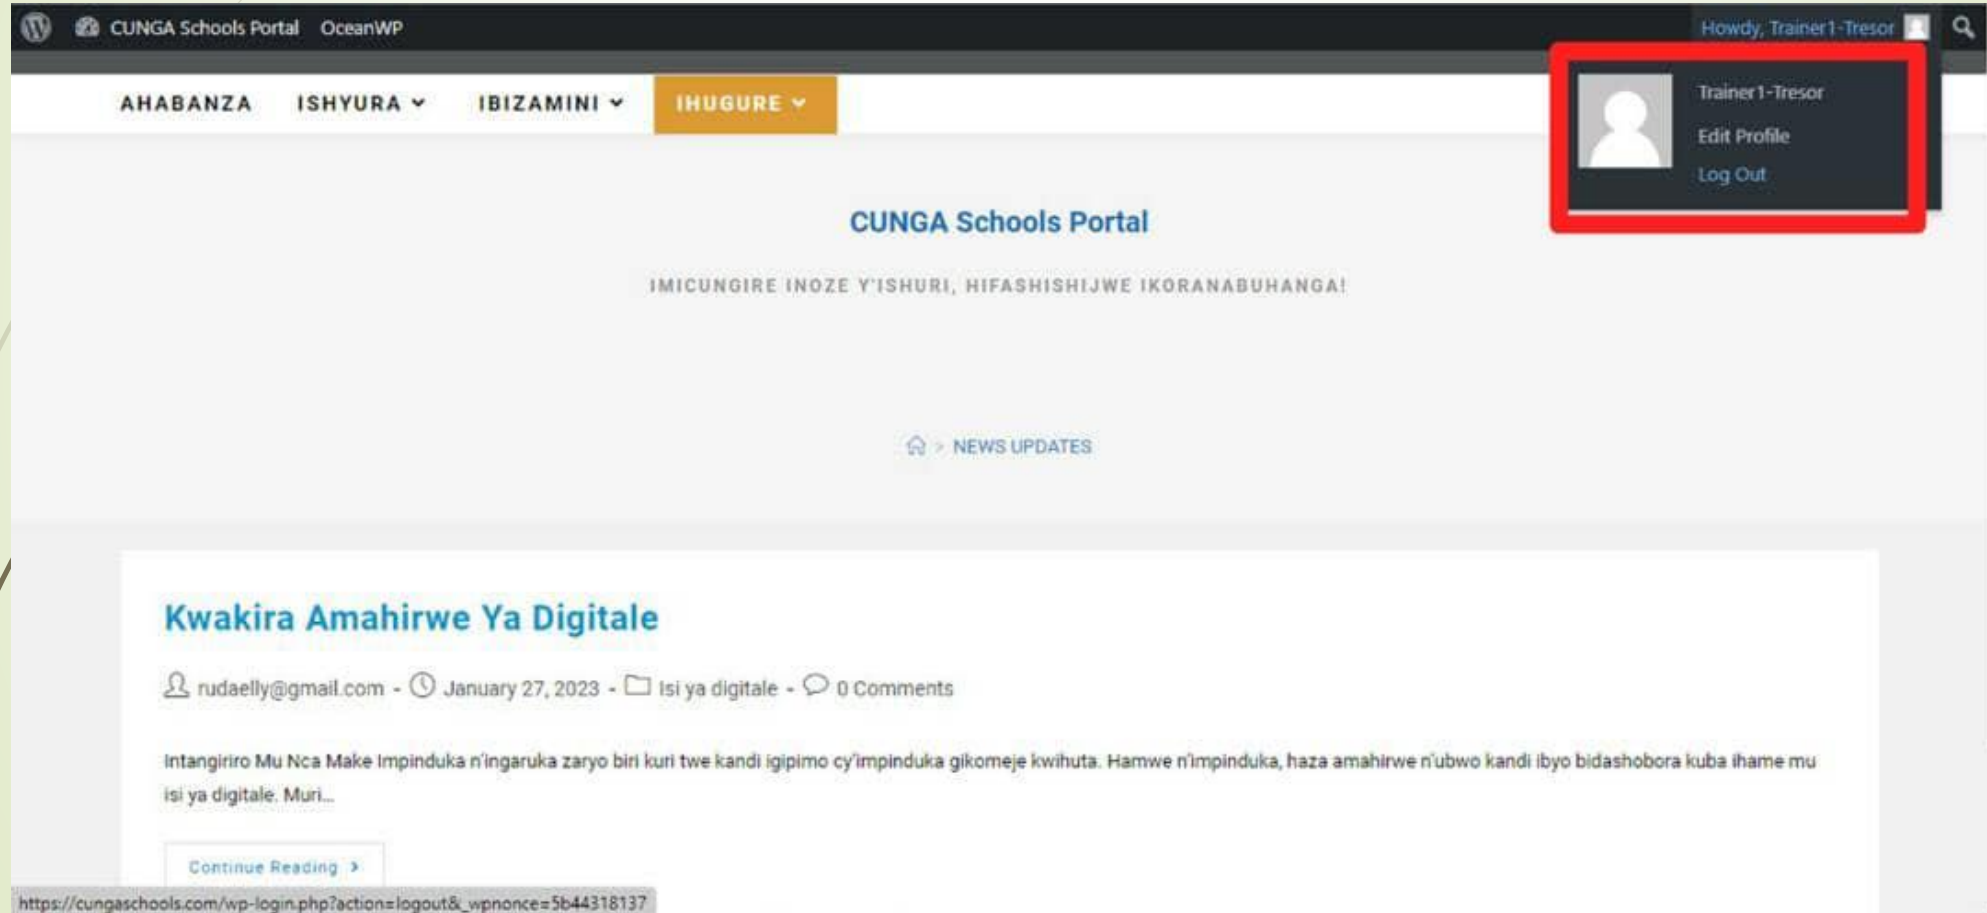 CUNGA Schools Portal OceanWP Howdy, Trainer1-Tresor
Trainer1-Tresor
Edit Profile
Log Out
AHABANZA ISHYURA IBIZAMINI IHUGURE
CUNGA Schools Portal
IMICUNGIRE INOZE Y'ISHURI, HIFASHISHIJWE IKORANABUHANGA!
> NEWS UPDATES
Kwakira Amahirwe Ya Digitale
rudaelly@gmail.com - January 27, 2023 - Isi ya digitale - 0 Comments
Intangiriro Mu Nca Make Impinduka n'ingaruka zaryo biri kuri twe kandi igipimo cy'impinduka gikomeje kwihuta. Hamwe n'impinduka, haza amahirwe n'ubwo kandi ibyo bidashobora kuba ihame mu
isi ya digitale. Muri...
Continue Reading >
https://cungaschools.com/wp-login.php?action=logout&_wpnonce=5b44318137